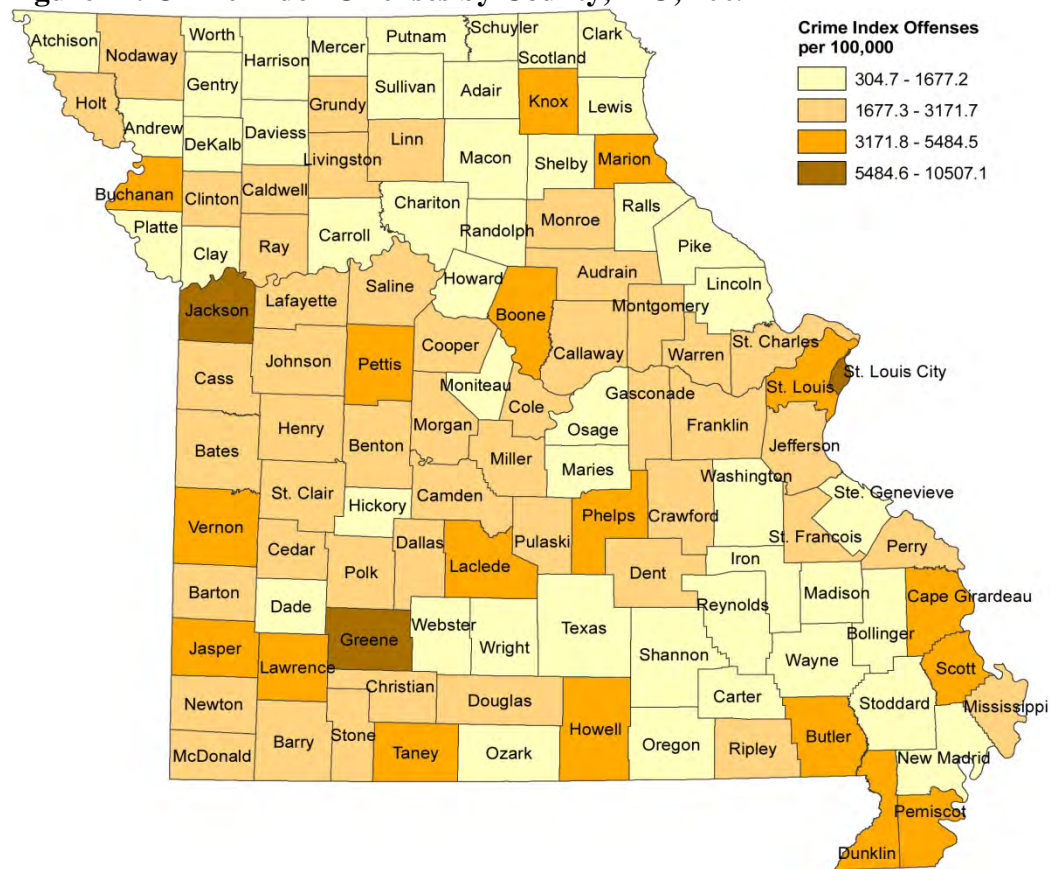 Crime Index Offenses
per 100,000
304.7 - 1677.2
1677.3 - 3171.7
3171.8 - 5484.5
5484.6 - 10507.1
Atchison
Nodaway
Worth
Harrison
Mercer
Putnam
Schuyler
Scotland
Clark
Holt
Gentry
Grundy
Sullivan
Adair
Knox
Lewis
Andrew
DeKalb
Daviess
Livingston
Linn
Macon
Shelby
Marion
Buchanan
Clinton
Caldwell
Chariton
Randolph
Monroe
Ralls
Platte
Clay
Ray
Carroll
Howard
Audrain
Pike
Lincoln
Jackson
Lafayette
Saline
Boone
Callaway
Montgomery
Warren
St. Charles
St. Louis
St. Louis City
Cass
Johnson
Pettis
Cooper
Moniteau
Cole
Osage
Gasconade
Franklin
Jefferson
Bates
Henry
Benton
Morgan
Miller
Maries
Washington
Ste. Genevieve
Vernon
St. Clair
Hickory
Camden
Pulaski
Phelps
Crawford
St. Francois
Perry
Cedar
Polk
Dallas
Laclede
Dent
Iron
Madison
Cape Girardeau
Barton
Dade
Greene
Webster
Wright
Texas
Reynolds
Bollinger
Jasper
Lawrence
Shannon
Wayne
Scott
Newton
Christian
Douglas
Howell
Carter
Stoddard
Mississippi
McDonald
Barry
Stone
Taney
Ozark
Oregon
Ripley
Butler
New Madrid
Pemiscot
Dunklin